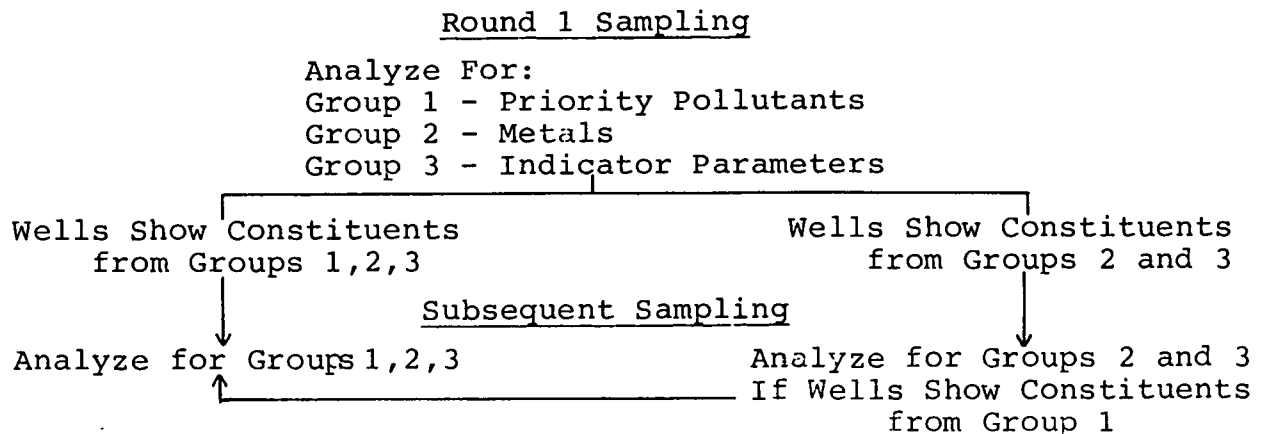 Round 1 Sampling
Analyze For:
Group 1 - Priority Pollutants
Group 2 - Metals
Group 3 - Indicator Parameters
Wells Show Constituents
from Groups 1,2,3
Wells Show Constituents
from Groups 2 and 3
Subsequent Sampling
Analyze for Groups 1,2,3
Analyze for Groups 2 and 3
If Wells Show Constituents
from Group 1